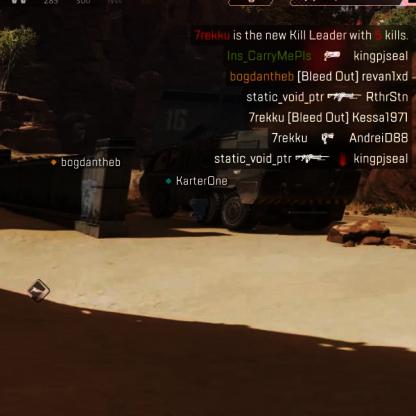 7rekku is the new Kill Leader with 5 kills.
Ins_CarryMePls kingpjseal
bogdantheb [Bleed Out] revan1xd
static_void_ptr RthrStn
7rekku [Bleed Out] Kessa1971
7rekku AndreiD88
static_void_ptr kingpjseal
bogdantheb
KarterOne
16